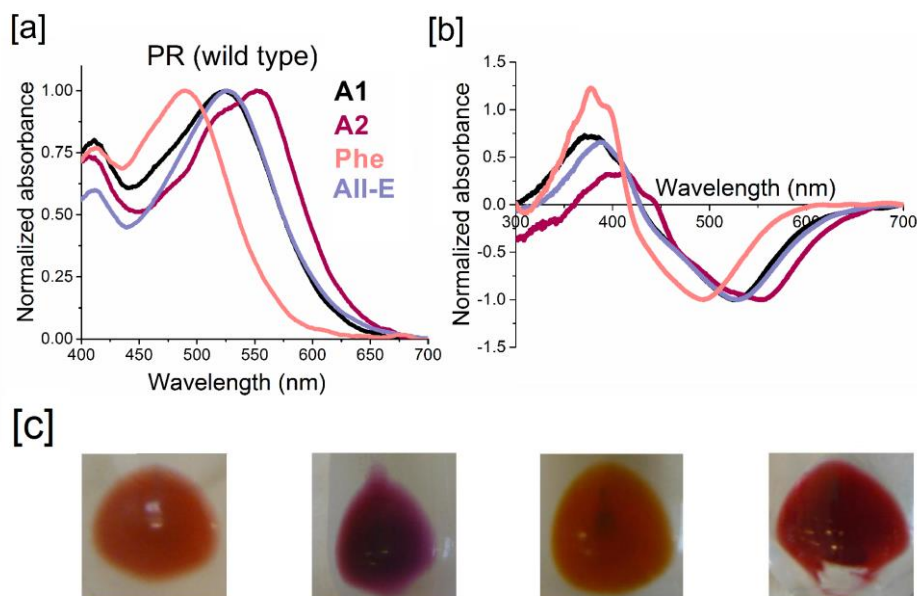 [a]
PR (wild type)
Normalized absorbance
1.00
0.75
0.50
0.25
0.00
400
450
500
550
600
650
700
Wavelength (nm)
A1
A2
Phe
All-E
[b]
Normalized absorbance
1.5
1.0
0.5
0.0
-0.5
-1.0
-1.5
300
400
500
600
700
Wavelength (nm)
[c]